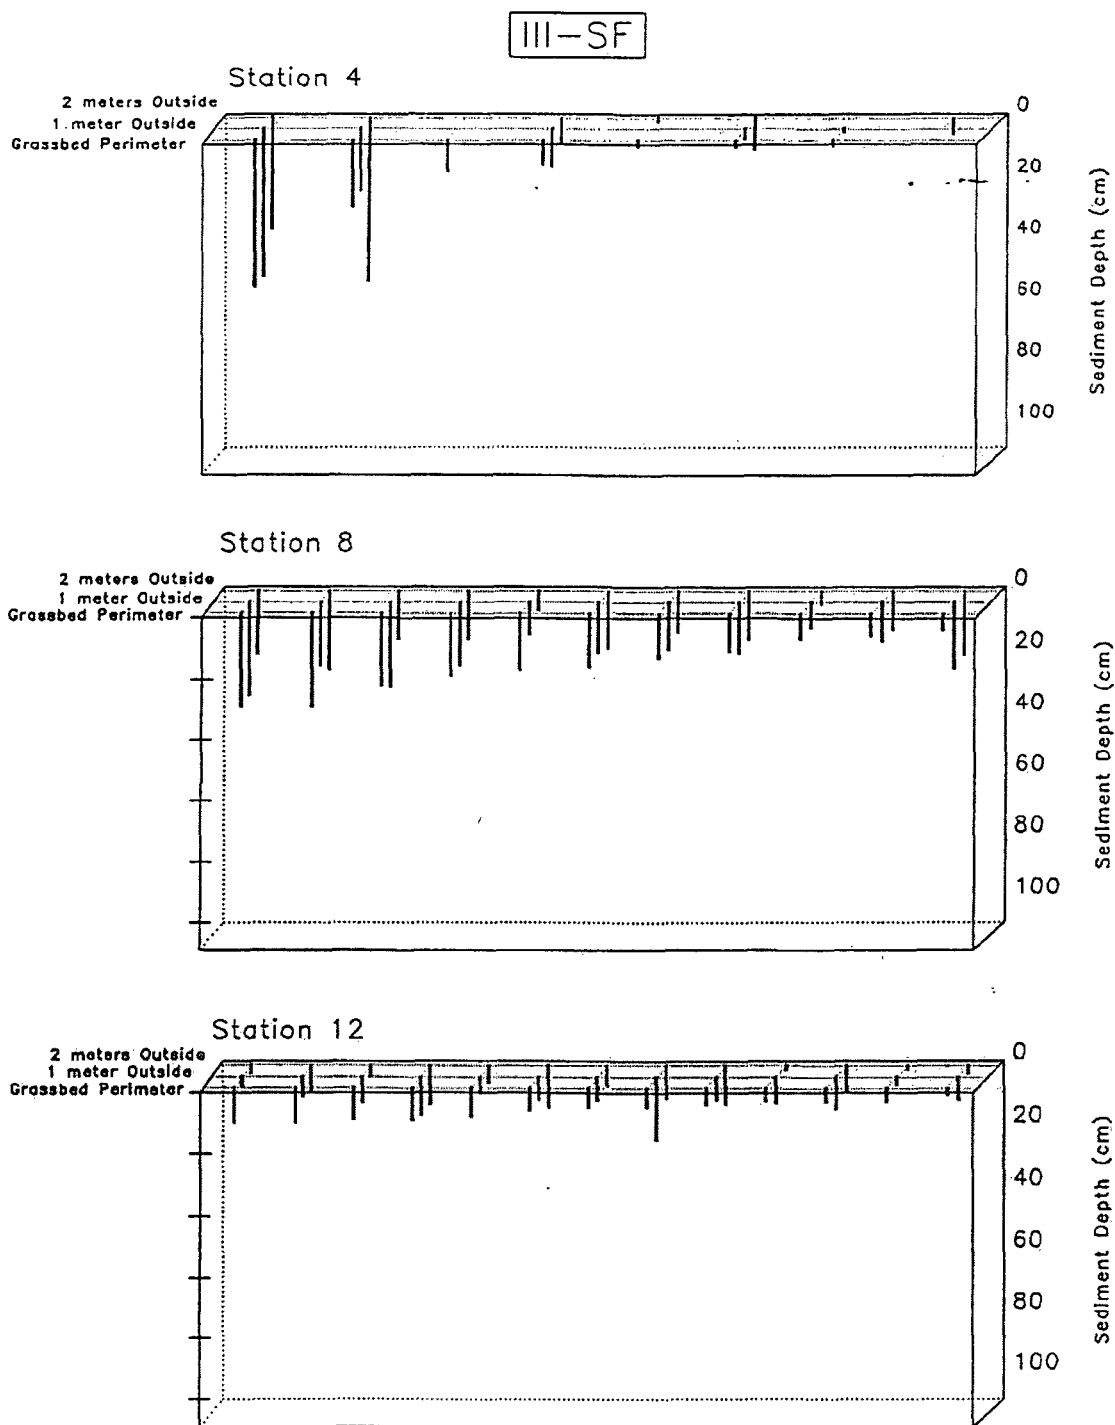 III-SF
Station 4
2 meters Outside
1 meter Outside
Grassbed Perimeter
0
20
40
60
80
100
Sediment Depth (cm)
Station 8
2 meters Outside
1 meter Outside
Grassbed Perimeter
0
20
40
60
80
100
Sediment Depth (cm)
Station 12
2 meters Outside
1 meter Outside
Grassbed Perimeter
0
20
40
60
80
100
Sediment Depth (cm)